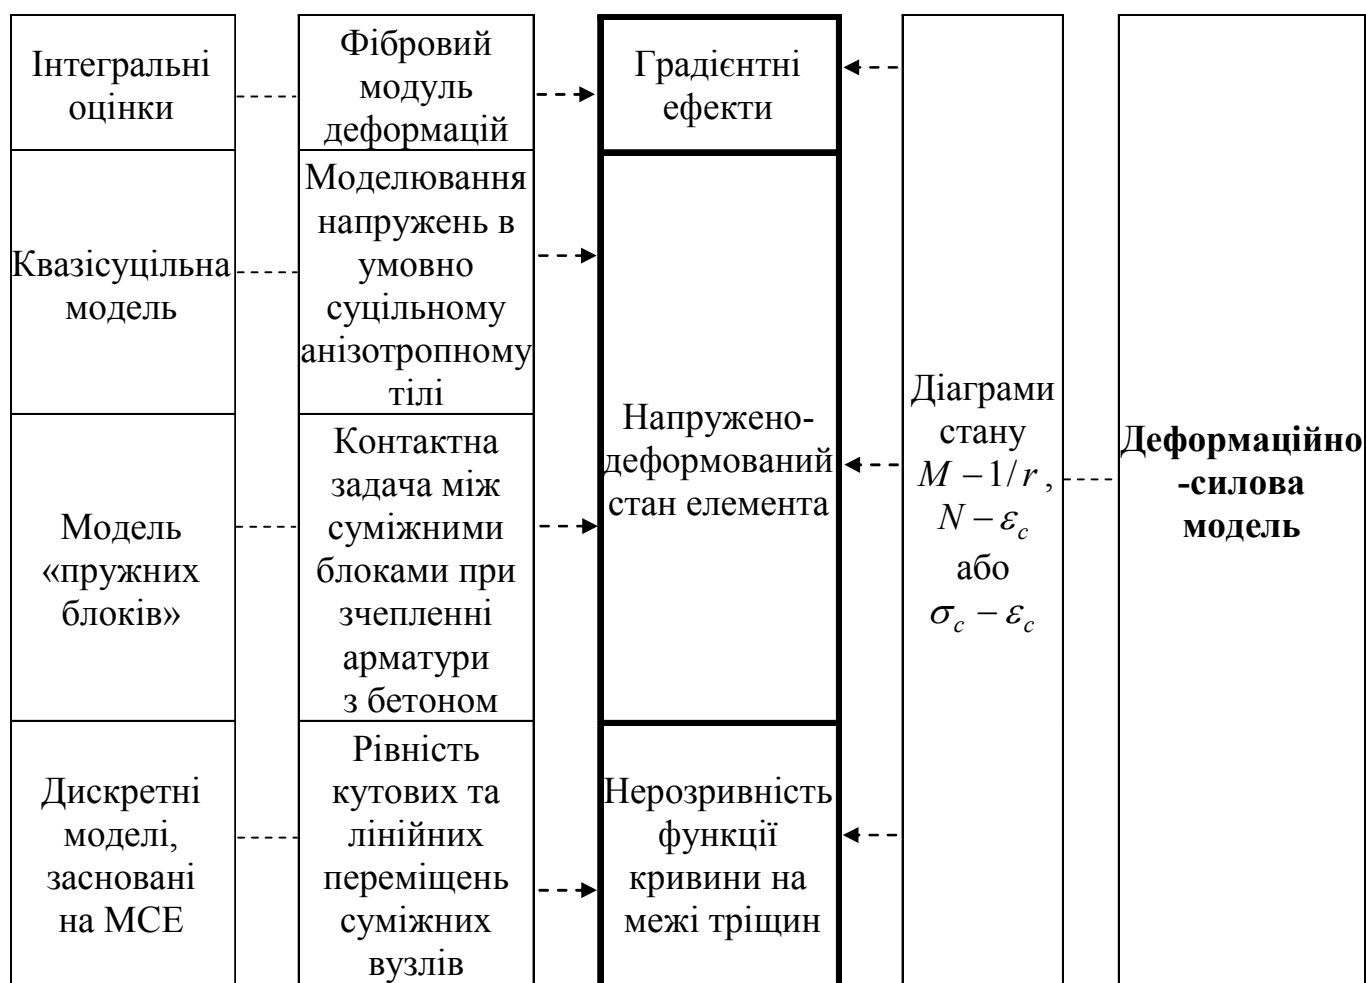 Інтегральні
оцінки
Фібровий
модуль
деформацій
Градієнтні
ефекти
Квазісуцільна
модель
Моделювання
напружень в
умовно
суцільному
анізотропному
тілі
Модель
«пружних
блоків»
Контактна
задача між
суміжними
блоками при
зчепленні
арматури
з бетоном
Напружено-
деформований
стан елемента
Дискретні
моделі,
засновані
на МСЕ
Рівність
кутових та
лінійних
переміщень
суміжних
вузлів
Нерозривність
функції
кривини на
межі тріщин
Діаграми
стану
M − 1/r ,
N − ε_c
або
σ_c − ε_c
Деформаційно
-силова
модель